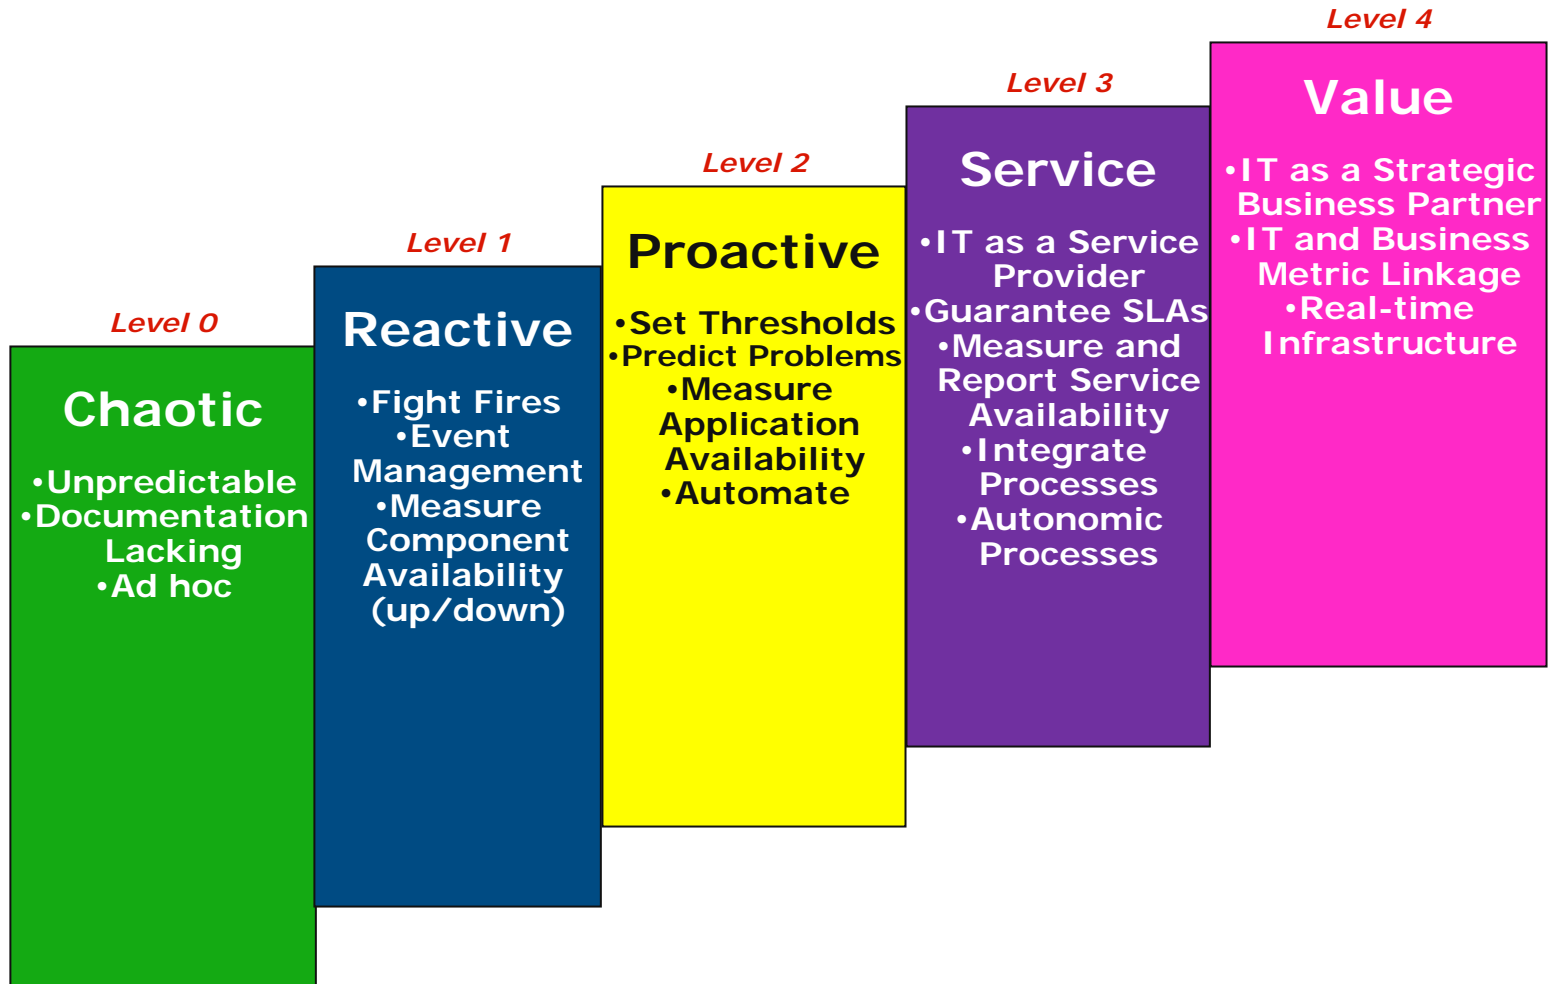 Level 0
Chaotic
•Unpredictable
•Documentation
Lacking
•Ad hoc
Level 1
Reactive
•Fight Fires
•Event
Management
•Measure
Component
Availability
(up/down)
Level 2
Proactive
•Set Thresholds
•Predict Problems
•Measure
Application
Availability
•Automate
Level 3
Service
•IT as a Service
Provider
•Guarantee SLAs
•Measure and
Report Service
Availability
•Integrate
Processes
•Autonomic
Processes
Level 4
Value
•IT as a Strategic
Business Partner
•IT and Business
Metric Linkage
•Real-time
Infrastructure